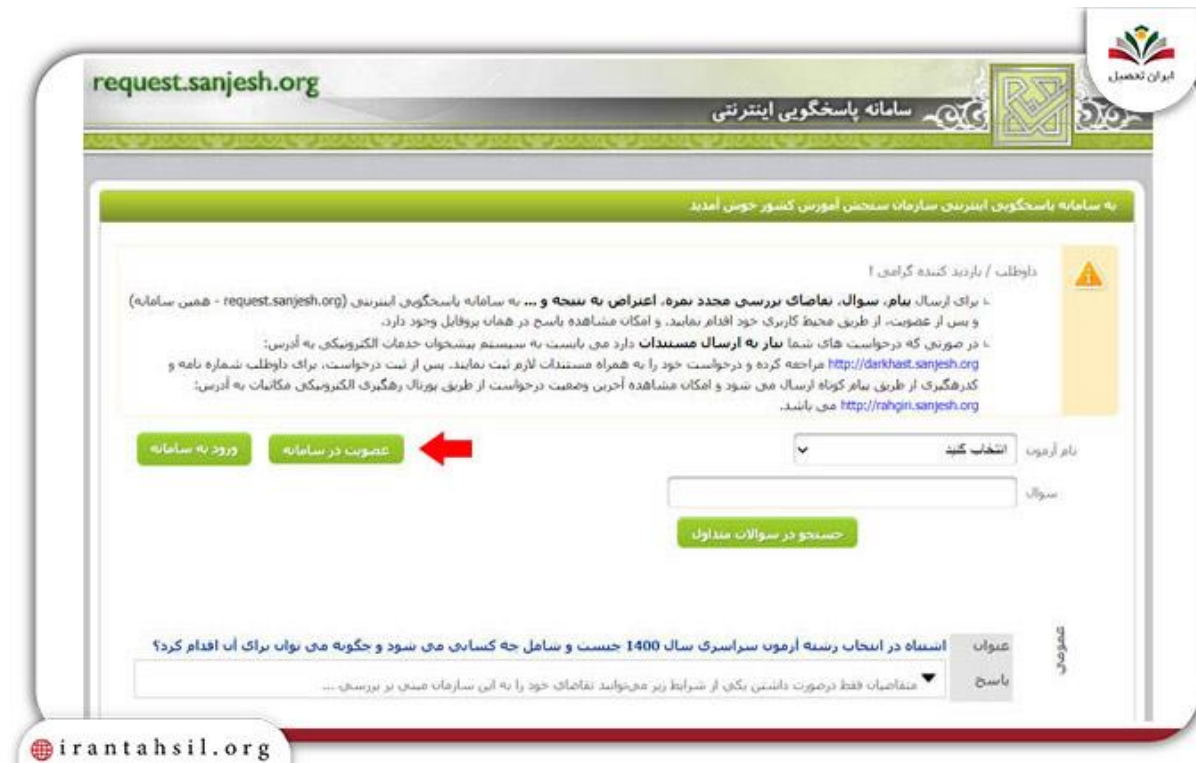 ایران تحصیل
request.sanjesh.org
سامانه پاسخگویی اینترنتی
به سامانه پاسخگویی اینترنتی سازمان سنجش آموزش کشور خوش آمدید
داوطلب / بازدید کننده گرامی !
برای ارسال پیام، سوال، تقاضای بررسی مجدد نمره، اعتراض به نتیجه و ... به سامانه پاسخگویی اینترنتی (request.sanjesh.org - همین سامانه)
و پس از عضویت، از طریق محیط کاربری خود اقدام نمایید. و امکان مشاهده پاسخ در همان پروفایل وجود دارد.
در صورتی که درخواست های شما نیاز به ارسال مستندات دارد می بایست به سیستم پیشخوان خدمات الکترونیکی به آدرس:
http://darkhast.sanjesh.org مراجعه کرده و درخواست خود را به همراه مستندات لازم ثبت نمایند. پس از ثبت درخواست، برای داوطلب شماره نامه و
کدرهگیری از طریق پیام کوتاه ارسال می شود و امکان مشاهده آخرین وضعیت درخواست از طریق پورتال رهگیری الکترونیکی مکاتبات به آدرس:
http://rahgiri.sanjesh.org می باشد.
نام آزمون انتخاب کنید عضویت در سامانه ورود به سامانه
سوال
جستجو در سوالات متداول
عمومی
عنوان اشتباه در انتخاب رشته آزمون سراسری سال 1400 چیست و شامل چه کسانی می شود و چگونه می توان برای آن اقدام کرد؟
پاسخ متقاضیان فقط درصورت داشتن یکی از شرایط زیر می‌توانند تقاضای خود را به این سازمان مبنی بر بررسی ...
irantahsil.org